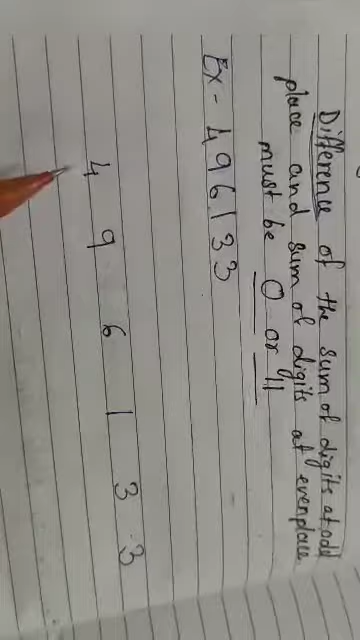 Difference of the sum of digits at odd
place and sum of digits at even place
must be 0 or 11
Ex - 496133
4 9 6 1 3 3